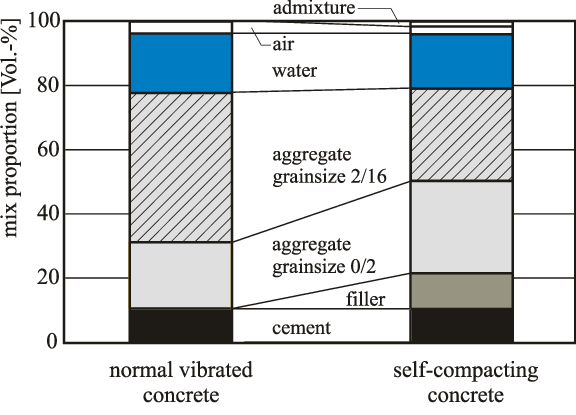 admixture
100
air
water
80
60
aggregate
grainsize 2/16
40
aggregate
grainsize 0/2
20
filler
cement
0
mix proportion [Vol.-%]
normal vibrated
concrete
self-compacting
concrete